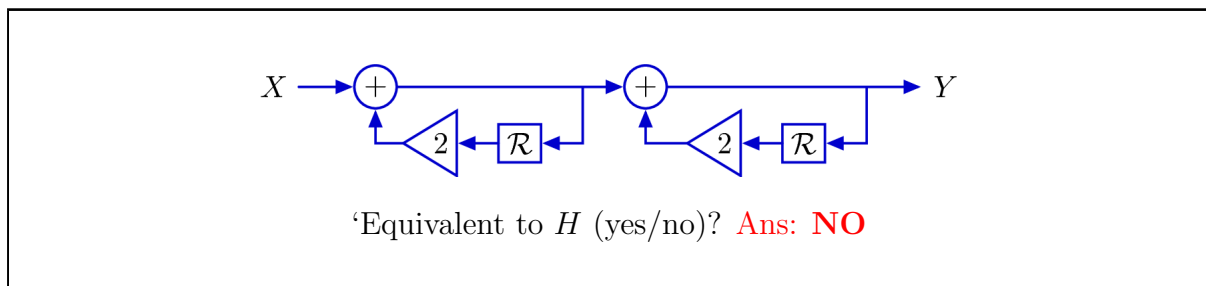 X + + Y
2 R 2 R
‘Equivalent to H (yes/no)? Ans: NO